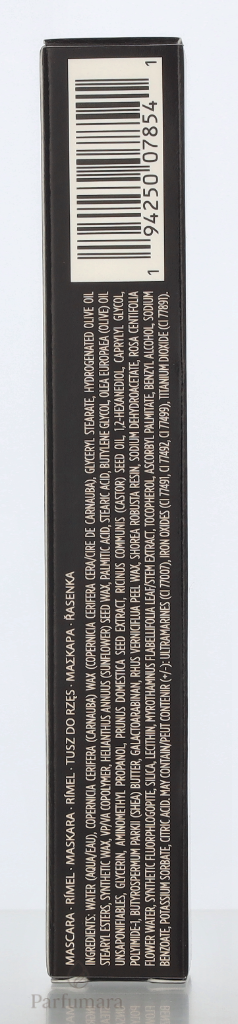 1 94250 07854 1
MASCARA · RÍMEL · MASKARA · RÍMEL · TUSZ DO RZĘS · ΜΑΣΚΑΡΑ · ŘASENKA
INGREDIENTS: WATER (AQUA/EAU), COPERNICIA CERIFERA (CARNAUBA) WAX (COPERNICIA CERIFERA CERA/CIRE DE CARNAUBA), GLYCERYL STEARATE, HYDROGENATED OLIVE OIL
STEARYL ESTERS, SYNTHETIC WAX, VP/VA COPOLYMER, HELIANTHUS ANNUUS (SUNFLOWER) SEED WAX, PALMITIC ACID, STEARIC ACID, BUTYLENE GLYCOL, OLEA EUROPAEA (OLIVE) OIL
UNSAPONIFIABLES, GLYCERIN, AMINOMETHYL PROPANOL, PRUNUS DOMESTICA SEED EXTRACT, RICINUS COMMUNIS (CASTOR) SEED OIL, 1,2-HEXANEDIOL, CAPRYLYL GLYCOL,
POLYIMIDE-1, BUTYROSPERMUM PARKII (SHEA) BUTTER, GALACTOARABINAN, RHUS VERNICIFLUA PEEL WAX, SHOREA ROBUSTA RESIN, SODIUM DEHYDROACETATE, ROSA CENTIFOLIA
FLOWER WATER, SYNTHETIC FLUORPHLOGOPITE, SILICA, LECITHIN, MYROTHAMNUS FLABELLIFOLIA LEAF/STEM EXTRACT, TOCOPHEROL, ASCORBYL PALMITATE, BENZYL ALCOHOL, SODIUM
BENZOATE, POTASSIUM SORBATE, CITRIC ACID. MAY CONTAIN/PEUT CONTENIR (+/-): ULTRAMARINES (CI 77007), IRON OXIDES (CI 77491, CI 77492, CI 77499), TITANIUM DIOXIDE (CI 77891).
Parfumara